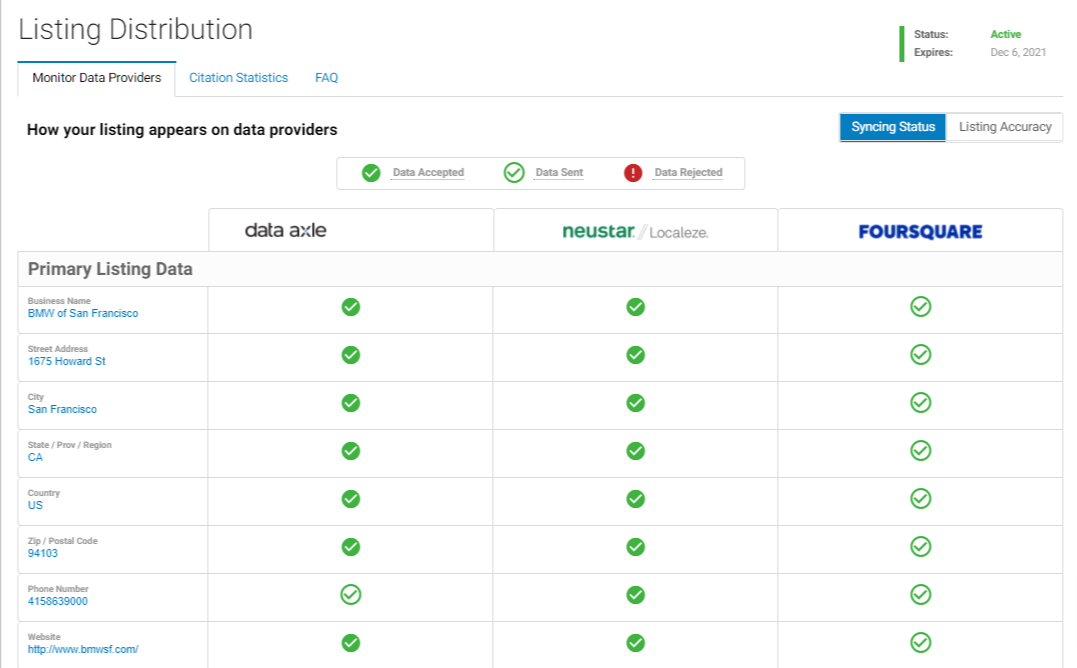 Listing Distribution
Status: Active
Expires: Dec 6, 2021
Monitor Data Providers Citation Statistics FAQ
How your listing appears on data providers
Syncing Status Listing Accuracy
Data Accepted Data Sent Data Rejected
data axle neustar // Localeze. FOURSQUARE
Primary Listing Data
Business Name
BMW of San Francisco
Street Address
1675 Howard St
City
San Francisco
State / Prov / Region
CA
Country
US
Zip / Postal Code
94103
Phone Number
4158639000
Website
http://www.bmwsf.com/